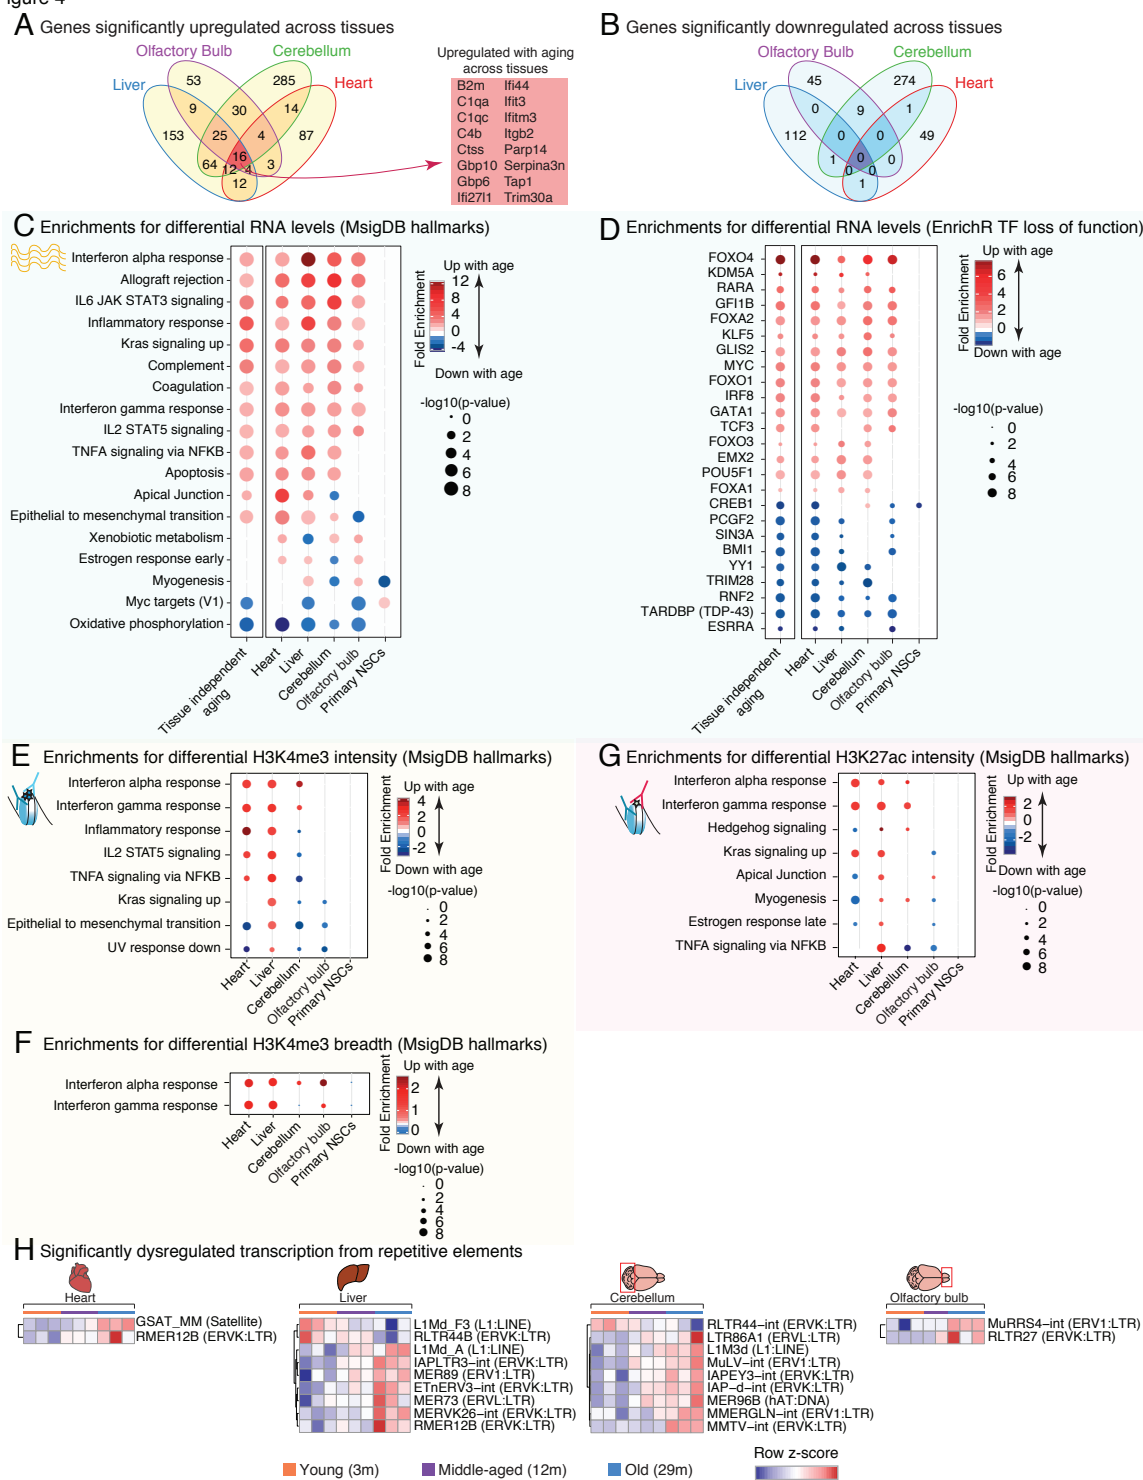 igure 4
A Genes significantly upregulated across tissues
Olfactory Bulb
Cerebellum
Liver
Heart
53
285
9
30
14
153
25
4
87
16
64
12
4
3
12
Upregulated with aging
across tissues
B2m Ifi44
C1qa Ifit3
C1qc Ifitm3
C4b Itgb2
Ctss Parp14
Gbp10 Serpina3n
Gbp6 Tap1
Ifi27l1 Trim30a
B Genes significantly downregulated across tissues
Olfactory Bulb
Cerebellum
Liver
Heart
45
274
0
9
1
112
0
0
49
1
0
0
0
0
1
C Enrichments for differential RNA levels (MsigDB hallmarks)
Interferon alpha response
Allograft rejection
IL6 JAK STAT3 signaling
Inflammatory response
Kras signaling up
Complement
Coagulation
Interferon gamma response
IL2 STAT5 signaling
TNFA signaling via NFKB
Apoptosis
Apical Junction
Epithelial to mesenchymal transition
Xenobiotic metabolism
Estrogen response early
Myogenesis
Myc targets (V1)
Oxidative phosphorylation
Tissue independent
aging
Heart
Liver
Cerebellum
Olfactory bulb
Primary NSCs
Fold Enrichment
12
8
4
0
-4
Up with age
Down with age
-log10(p-value)
0
2
4
6
8
D Enrichments for differential RNA levels (EnrichR TF loss of function)
FOXO4
KDM5A
RARA
GFI1B
FOXA2
KLF5
GLIS2
MYC
FOXO1
IRF8
GATA1
TCF3
FOXO3
EMX2
POU5F1
FOXA1
CREB1
PCGF2
SIN3A
BMI1
YY1
TRIM28
RNF2
TARDBP (TDP-43)
ESRRA
Tissue independent
aging
Heart
Liver
Cerebellum
Olfactory bulb
Primary NSCs
Up with age
Fold Enrichment
6
4
2
0
Down with age
-log10(p-value)
0
2
4
6
8
E Enrichments for differential H3K4me3 intensity (MsigDB hallmarks)
Interferon alpha response
Interferon gamma response
Inflammatory response
IL2 STAT5 signaling
TNFA signaling via NFKB
Kras signaling up
Epithelial to mesenchymal transition
UV response down
Heart
Liver
Cerebellum
Olfactory bulb
Primary NSCs
Up with age
Fold Enrichment
4
2
0
-2
Down with age
-log10(p-value)
0
2
4
6
8
G Enrichments for differential H3K27ac intensity (MsigDB hallmarks)
Interferon alpha response
Interferon gamma response
Hedgehog signaling
Kras signaling up
Apical Junction
Myogenesis
Estrogen response late
TNFA signaling via NFKB
Heart
Liver
Cerebellum
Olfactory bulb
Primary NSCs
Up with age
Fold Enrichment
2
0
-2
Down with age
-log10(p-value)
0
2
4
6
8
F Enrichments for differential H3K4me3 breadth (MsigDB hallmarks)
Interferon alpha response
Interferon gamma response
Heart
Liver
Cerebellum
Olfactory bulb
Primary NSCs
Up with age
Fold Enrichment
2
1
0
Down with age
-log10(p-value)
0
2
4
6
8
H Significantly dysregulated transcription from repetitive elements
Heart
GSAT_MM (Satellite)
RMER12B (ERVK:LTR)
Liver
L1Md_F3 (L1:LINE)
RLTR44B (ERVK:LTR)
L1Md_A (L1:LINE)
IAPLTR3-int (ERVK:LTR)
MER89 (ERV1:LTR)
ETnERV3-int (ERVK:LTR)
MER73 (ERVL:LTR)
MERVK26-int (ERVK:LTR)
RMER12B (ERVK:LTR)
Cerebellum
RLTR44-int (ERVK:LTR)
LTR86A1 (ERVL:LTR)
L1M3d (L1:LINE)
MuLV-int (ERV1:LTR)
IAPEY3-int (ERVK:LTR)
IAP-d-int (ERVK:LTR)
MER96B (hAT:DNA)
MMERGLN-int (ERV1:LTR)
MMTV-int (ERVK:LTR)
Olfactory bulb
MuRRS4-int (ERV1:LTR)
RLTR27 (ERVK:LTR)
Young (3m)
Middle-aged (12m)
Old (29m)
Row z-score